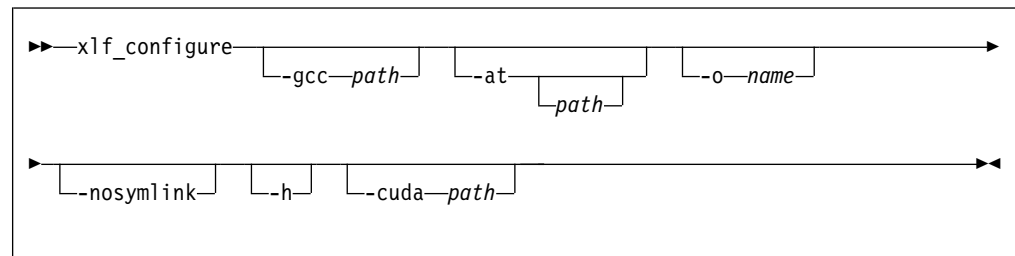 xlf_configure
-gcc path -at -o name
path
-nosymlink -h -cuda path